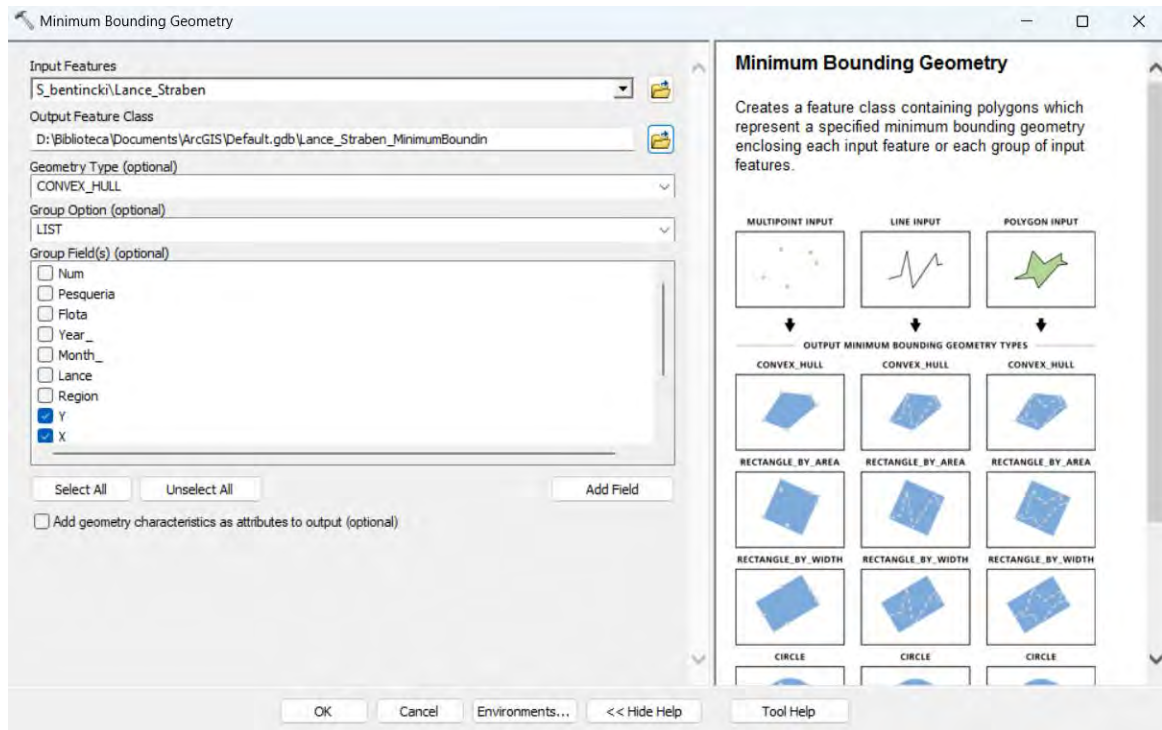 Minimum Bounding Geometry
Input Features
S_bentincki\Lance_Straben
Output Feature Class
D:\Biblioteca\Documents\ArcGIS\Default.gdb\Lance_Straben_MinimumBoundin
Geometry Type (optional)
CONVEX_HULL
Group Option (optional)
LIST
Group Field(s) (optional)
Num
Pesqueria
Flota
Year_
Month_
Lance
Region
Y
X
Select All Unselect All Add Field
Add geometry characteristics as attributes to output (optional)
Minimum Bounding Geometry
Creates a feature class containing polygons which
represent a specified minimum bounding geometry
enclosing each input feature or each group of input
features.
MULTIPOINT INPUT LINE INPUT POLYGON INPUT
OUTPUT MINIMUM BOUNDING GEOMETRY TYPES
CONVEX_HULL CONVEX_HULL CONVEX_HULL
RECTANGLE_BY_AREA RECTANGLE_BY_AREA RECTANGLE_BY_AREA
RECTANGLE_BY_WIDTH RECTANGLE_BY_WIDTH RECTANGLE_BY_WIDTH
CIRCLE CIRCLE CIRCLE
OK Cancel Environments... << Hide Help Tool Help